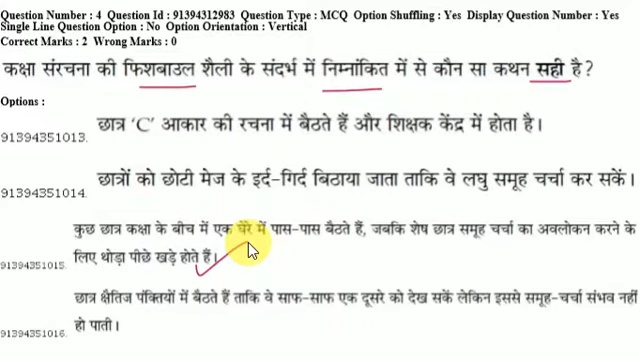 Question Number : 4 Question Id : 91394312983 Question Type : MCQ Option Shuffling : Yes Display Question Number : Yes
Single Line Question Option : No Option Orientation : Vertical
Correct Marks : 2 Wrong Marks : 0
कक्षा संरचना की फिशबाउल शैली के संदर्भ में निम्नांकित में से कौन सा कथन सही है?
Options :
छात्र ‘C’ आकार की रचना में बैठते हैं और शिक्षक केंद्र में होता है।
91394351013.
छात्रों को छोटी मेज के इर्द-गिर्द बिठाया जाता ताकि वे लघु समूह चर्चा कर सकें।
91394351014.
कुछ छात्र कक्षा के बीच में एक घेरे में पास-पास बैठते हैं, जबकि शेष छात्र समूह चर्चा का अवलोकन करने के
लिए थोड़ा पीछे खड़े होते हैं।
91394351015.
छात्र क्षैतिज पंक्तियों में बैठते हैं ताकि वे साफ-साफ एक दूसरे को देख सकें लेकिन इससे समूह-चर्चा संभव नहीं
हो पाती।
91394351016.